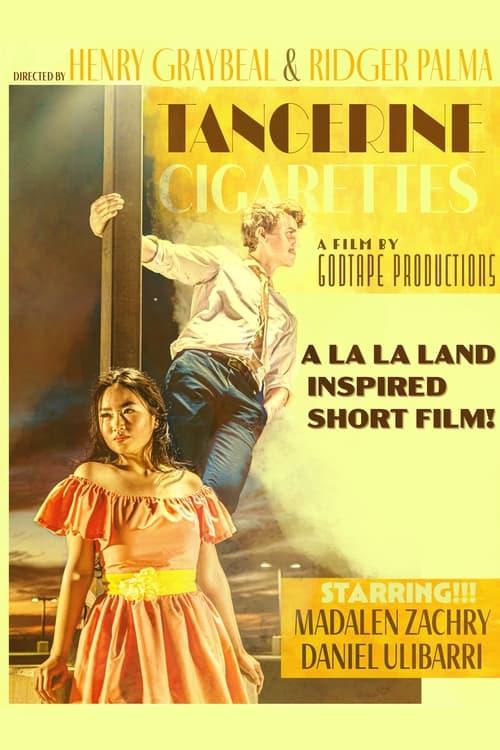 DIRECTED BY HENRY GRAYBEAL & RIDGER PALMA
TANGERINE
CIGARETTES
A FILM BY
GODTAPE PRODUCTIONS
A LA LA LAND
INSPIRED
SHORT FILM!
STARRING!!!
MADALEN ZACHRY
DANIEL ULIBARRI